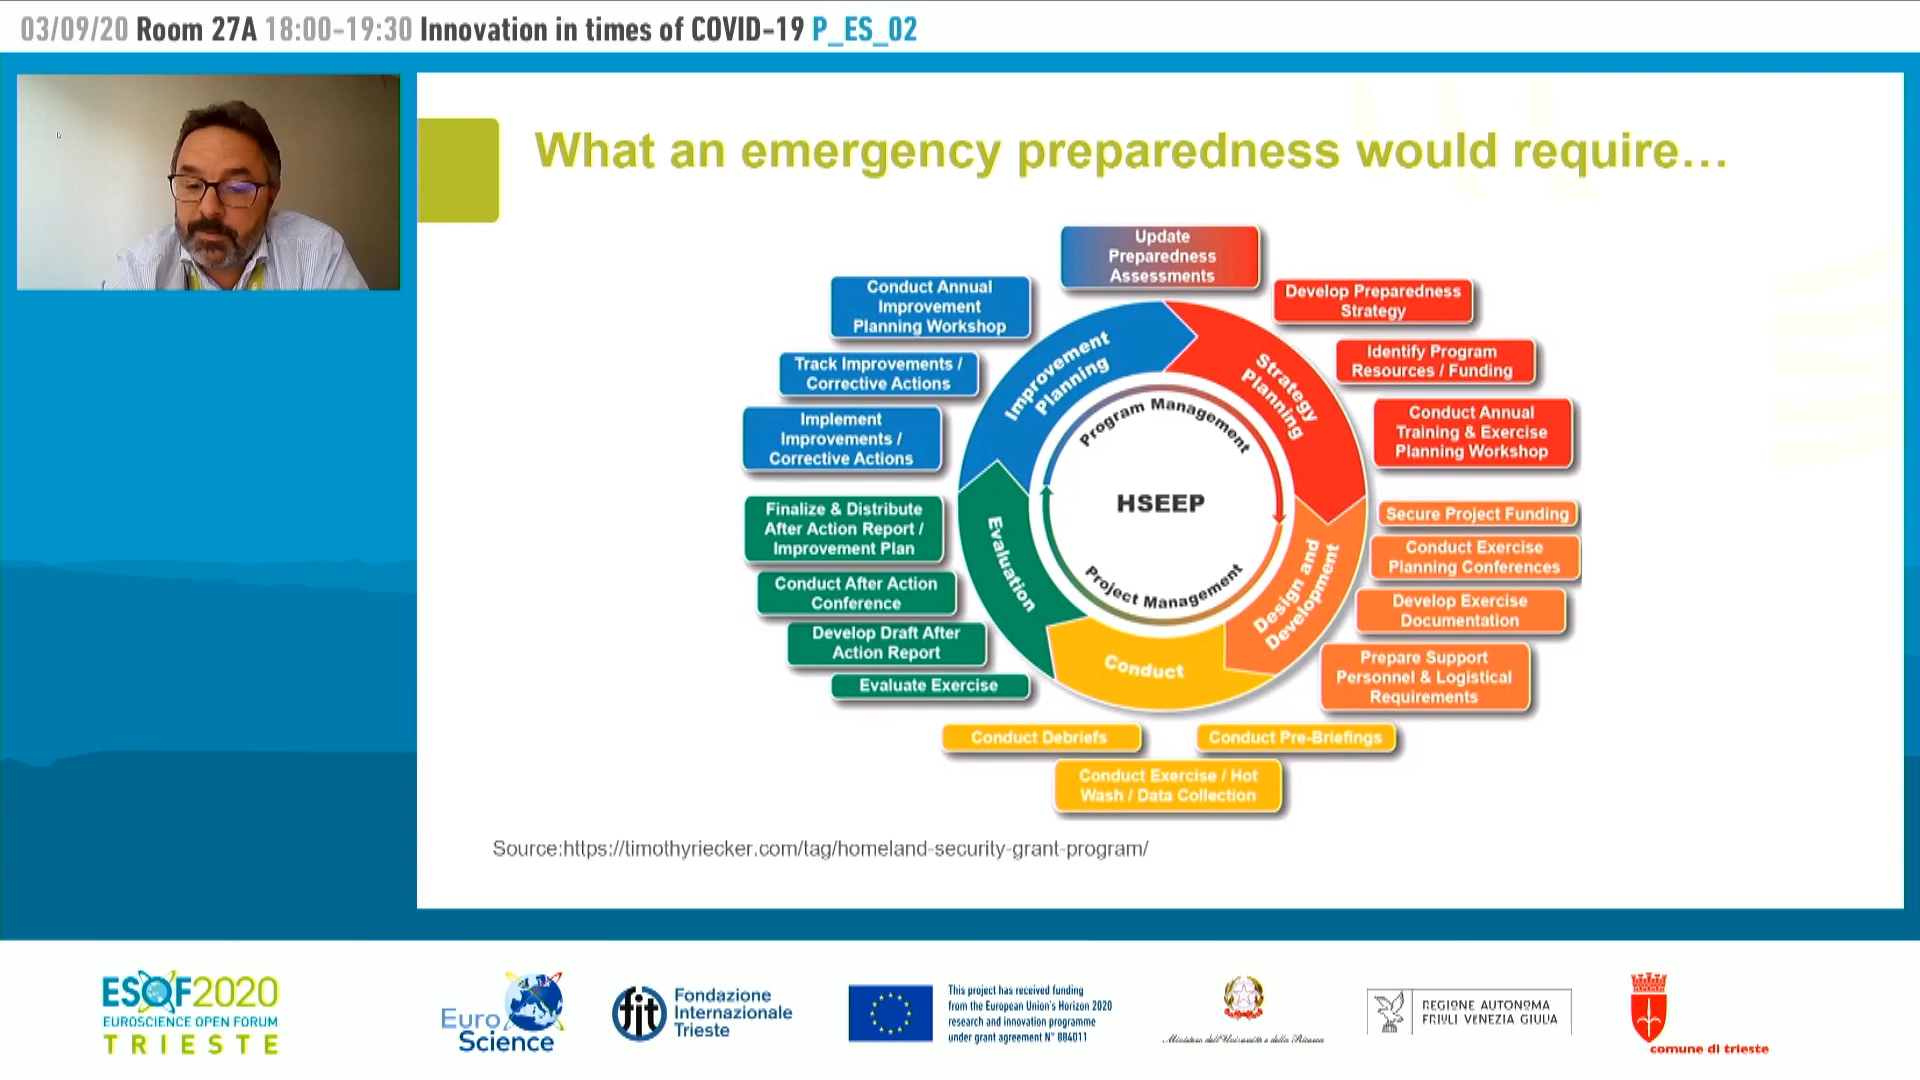 03/09/20 Room 27A 18:00-19:30 Innovation in times of COVID-19 P_ES_02
What an emergency preparedness would require…
Update
Preparedness
Assessments
Develop Preparedness
Strategy
Identify Program
Resources / Funding
Conduct Annual
Training & Exercise
Planning Workshop
Secure Project Funding
Conduct Exercise
Planning Conferences
Develop Exercise
Documentation
Prepare Support
Personnel & Logistical
Requirements
Conduct Pre-Briefings
Conduct Exercise / Hot
Wash / Data Collection
Conduct Debriefs
Evaluate Exercise
Develop Draft After
Action Report
Conduct After Action
Conference
Finalize & Distribute
After Action Report /
Improvement Plan
Implement
Improvements /
Corrective Actions
Track Improvements /
Corrective Actions
Conduct Annual
Improvement
Planning Workshop
Improvement
Planning
Strategy
Planning
Design and
Development
Conduct
Evaluation
Program Management
HSEEP
Project Management
Source:https://timothyriecker.com/tag/homeland-security-grant-program/
ESOF2020
EUROSCIENCE OPEN FORUM
TRIESTE
Euro
Science
fit
Fondazione
Internazionale
Trieste
This project has received funding
from the European Union's Horizon 2020
research and innovation programme
under grant agreement N° 884011
Ministero dell'Università e della Ricerca
REGIONE AUTONOMA
FRIULI VENEZIA GIULIA
comune di trieste